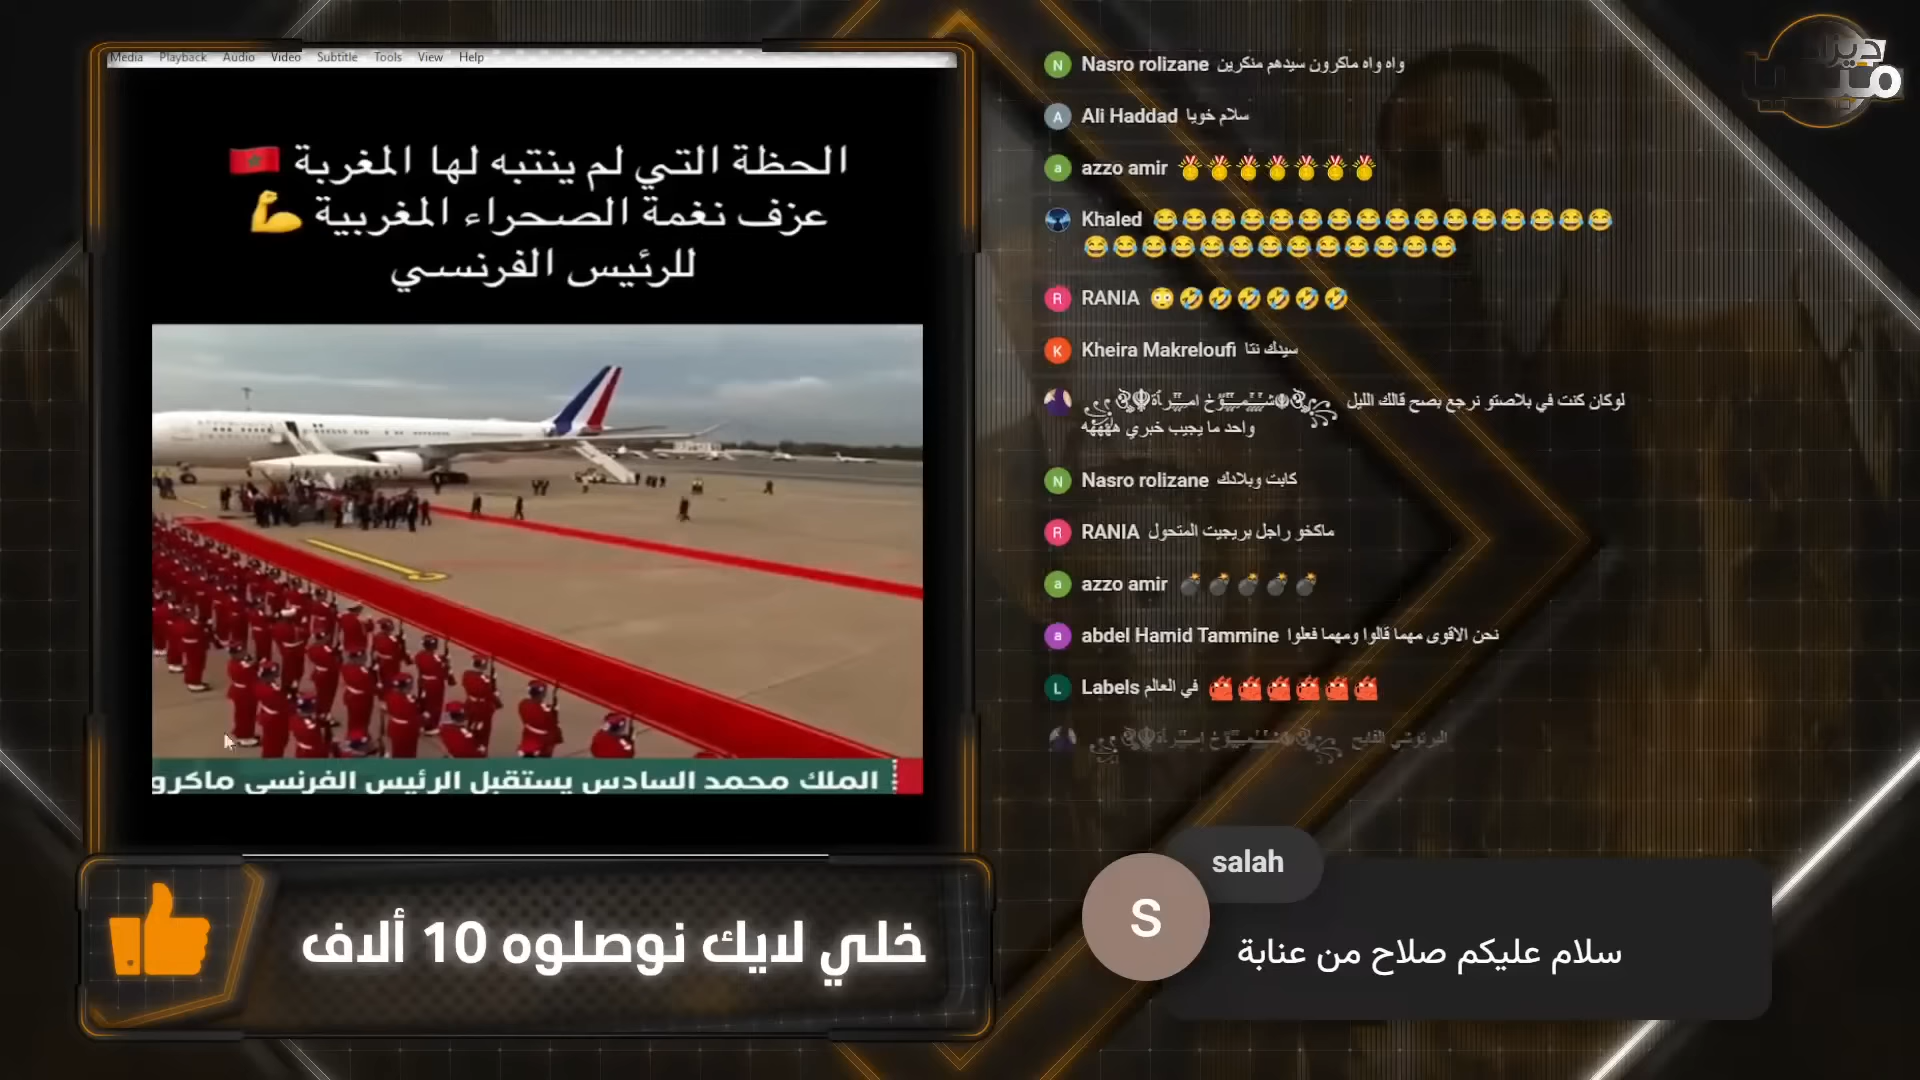 Media Playback Audio Video Subtitle Tools View Help
الحظة التي لم ينتبه لها المغربة 🇲🇦
عزف نغمة الصحراء المغربية 💪
للرئيس الفرنسي
الملك محمد السادس يستقبل الرئيس الفرنسي ماكرو
خلي لايك نوصلوه 10 ألاف
ديزاد
N Nasro rolizane واه واه ماكرون سيدهم منكرين
A Ali Haddad سلام خويا
a azzo amir 🥇🥇🥇🥇🥇🥇🥇
Khaled 😂😂😂😂😂😂😂😂😂😂😂😂😂😂😂😂
😂😂😂😂😂😂😂😂😂😂😂😂😂
R RANIA 😳🤣🤣🤣🤣🤣🤣
K Kheira Makreloufi سيدك نتا
لوكان كنت في بلاصتو نرجع بصح قالك الليل
واحد ما يجيب خبري ههههه
N Nasro rolizane كابت وبلادك
R RANIA ماكخو راجل بريجيت المتحول
a azzo amir 💣💣💣💣💣
a abdel Hamid Tammine نحن الاقوى مهما قالوا ومهما فعلوا
L Labels في العالم
salah
S
سلام عليكم صلاح من عنابة